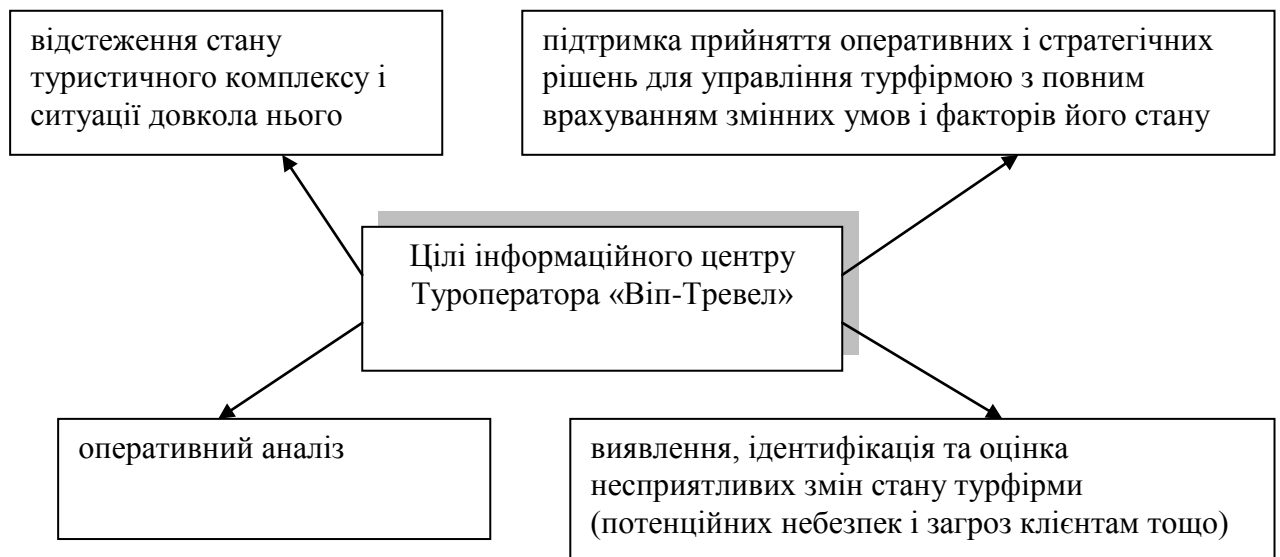 відстеження стану
туристичного комплексу і
ситуації довкола нього
підтримка прийняття оперативних і стратегічних
рішень для управління турфірмою з повним
врахуванням змінних умов і факторів його стану
Цілі інформаційного центру
Туроператора «Віп-Тревел»
оперативний аналіз
виявлення, ідентифікація та оцінка
несприятливих змін стану турфірми
(потенційних небезпек і загроз клієнтам тощо)